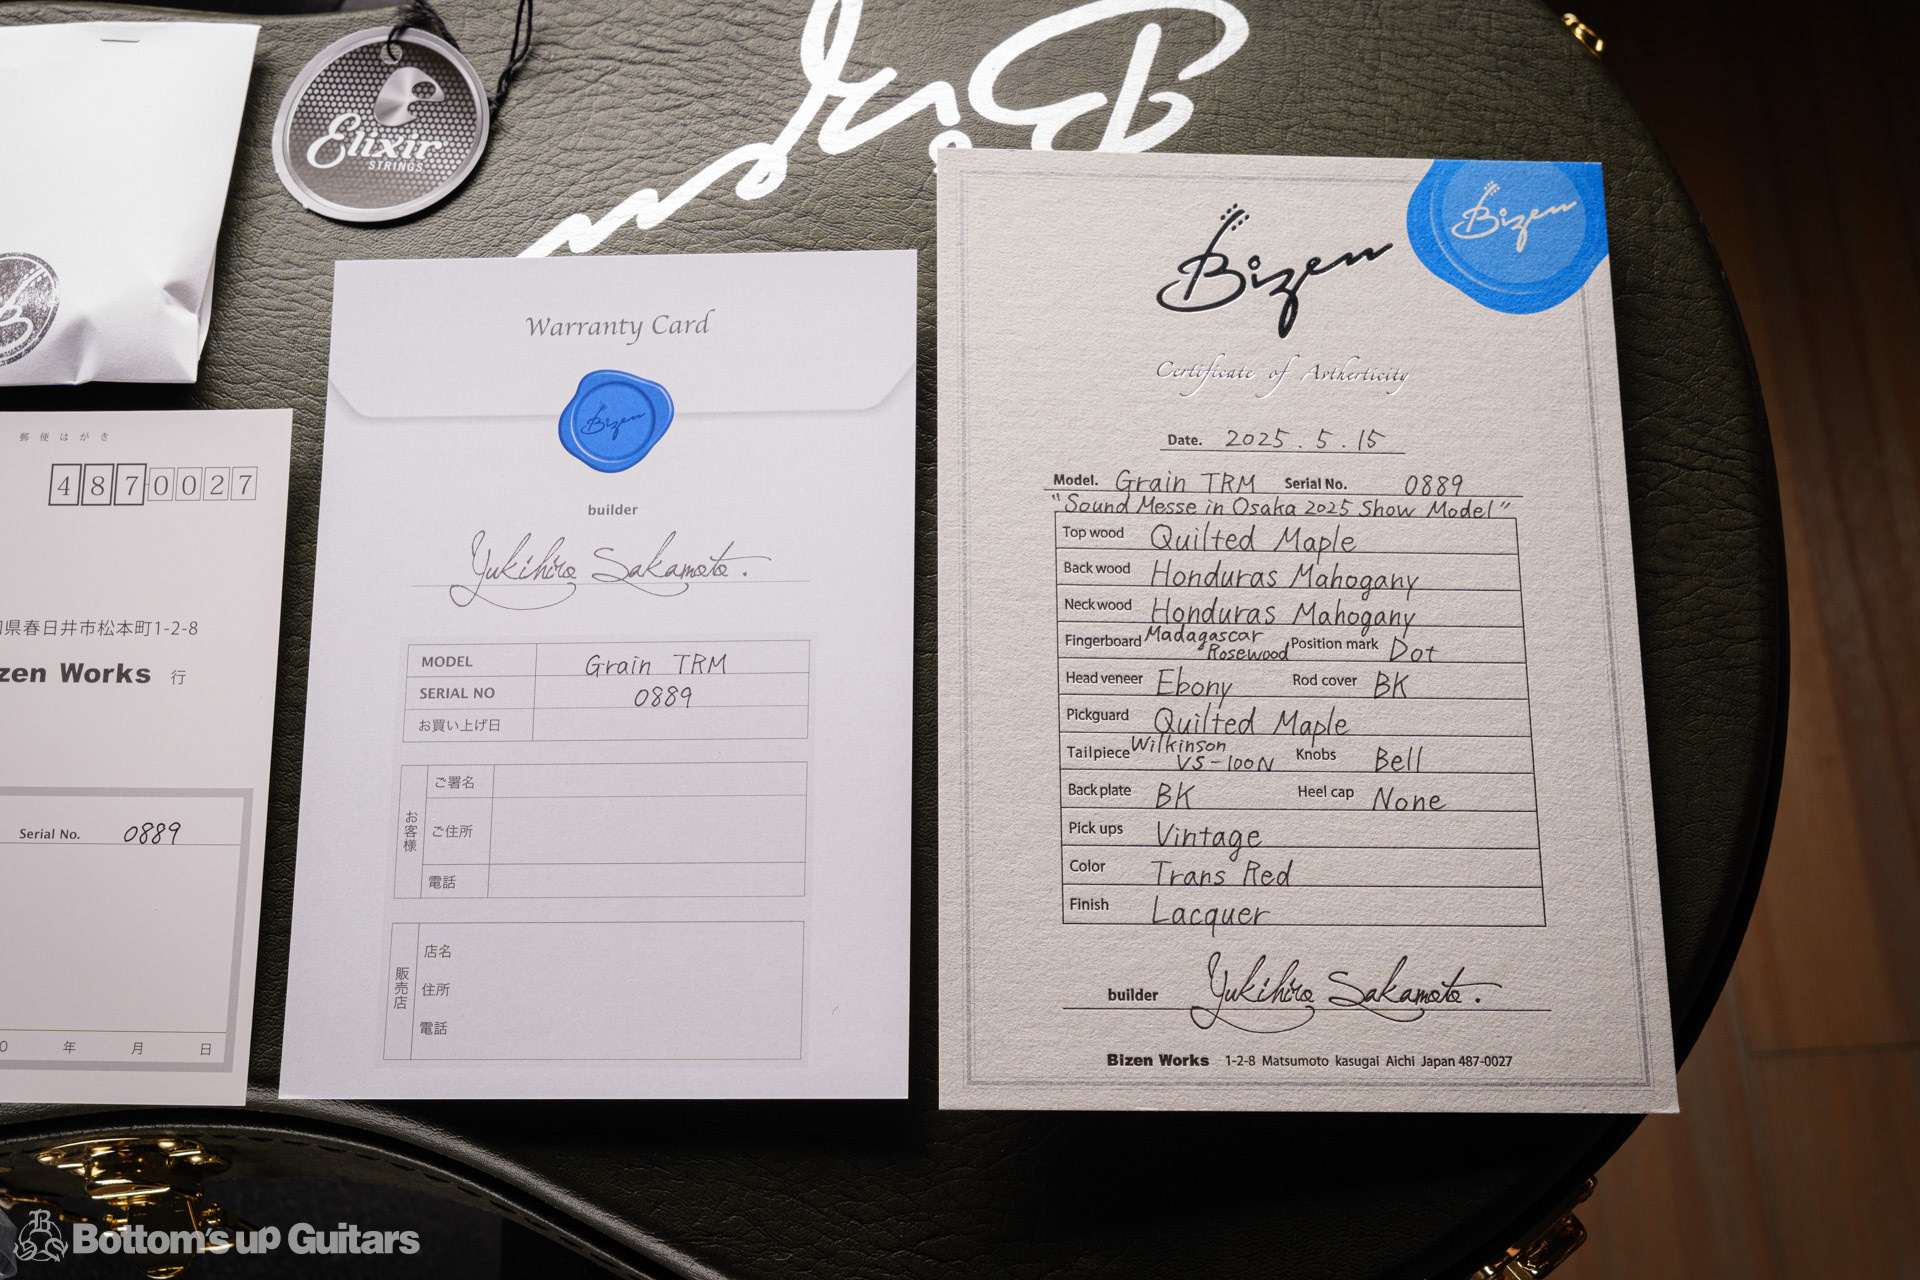 Elixir
STRINGS
Bizen
郵便はがき
487-0027
県春日井市松本町1-2-8
zen Works 行
Serial No. 0889
0 年 月 日
Warranty Card
Bizen
builder
Yukihiro Sakamoto.
MODEL Grain TRM
SERIAL NO 0889
お買い上げ日
お客様
ご署名
ご住所
電話
販売店
店名
住所
電話
Bizen
Bizen
Certificate of Avtherticity
Date. 2025.5.15
Model. Grain TRM Serial No. 0889
"Sound Messe in Osaka 2025 Show Model"
Top wood Quilted Maple
Back wood Honduras Mahogany
Neck wood Honduras Mahogany
Fingerboard Madagascar Rosewood Position mark Dot
Head veneer Ebony Rod cover BK
Pickguard Quilted Maple
Tailpiece Wilkinson VS-100N Knobs Bell
Back plate BK Heel cap None
Pick ups Vintage
Color Trans Red
Finish Lacquer
builder Yukihiro Sakamoto.
Bizen Works 1-2-8 Matsumoto kasugai Aichi Japan 487-0027
Bottom's up Guitars